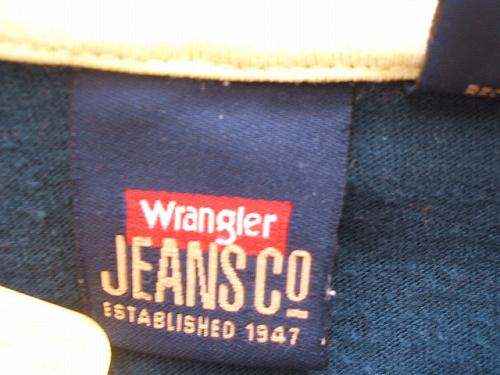 Wrangler
JEANS CO
ESTABLISHED 1947